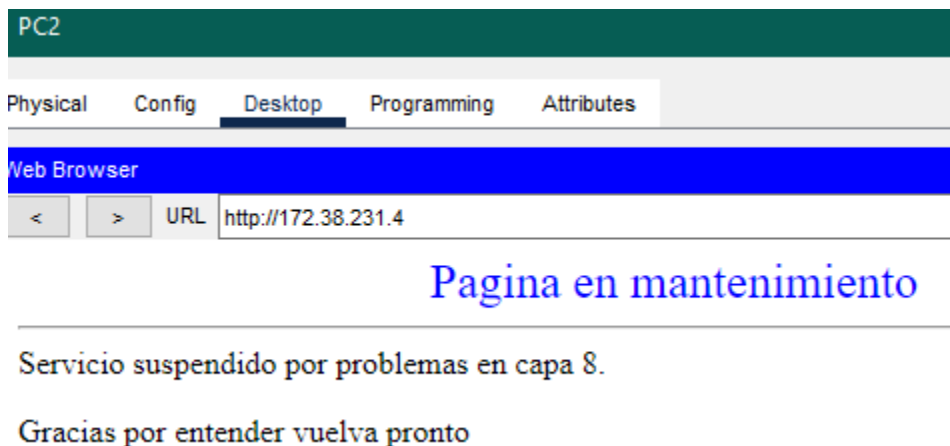 PC2
Physical Config Desktop Programming Attributes
Web Browser
< > URL http://172.38.231.4
Pagina en mantenimiento
Servicio suspendido por problemas en capa 8.
Gracias por entender vuelva pronto